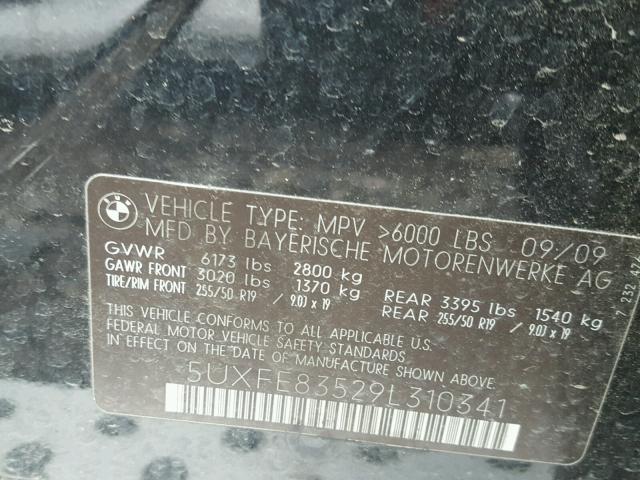 BMW
VEHICLE TYPE: MPV >6000 LBS 09/09
MFD BY BAYERISCHE MOTORENWERKE AG
GVWR 6173 lbs 2800 kg
GAWR FRONT 3020 lbs 1370 kg REAR 3395 lbs 1540 kg
TIRE/RIM FRONT 255/50 R19 / 9.0J x 19 REAR 255/50 R19 / 9.0J x 19
THIS VEHICLE CONFORMS TO ALL APPLICABLE U.S.
FEDERAL MOTOR VEHICLE SAFETY STANDARDS
IN EFFECT ON THE DATE OF MANUFACTURE SHOWN ABOVE.
5UXFE83529L310341